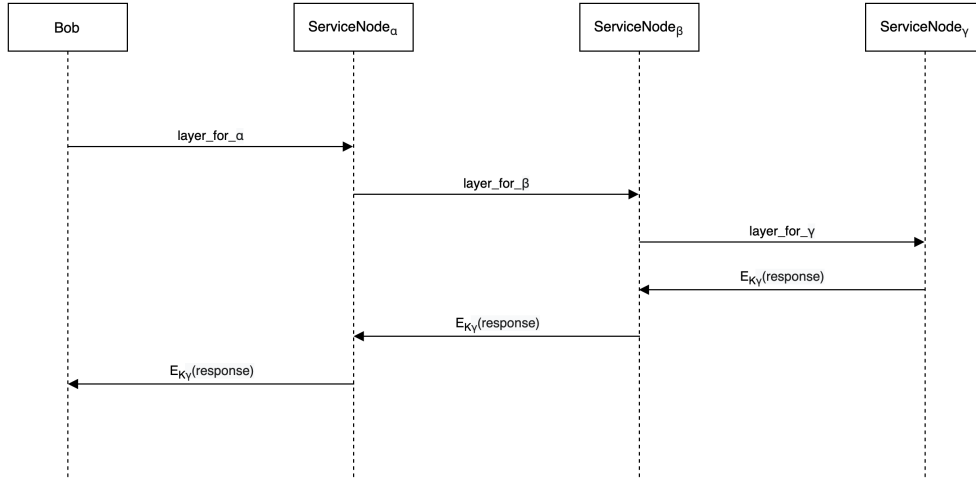 Bob
ServiceNodeα
ServiceNodeβ
ServiceNodeγ
layer_for_α
layer_for_β
layer_for_γ
EKγ(response)
EKγ(response)
EKγ(response)